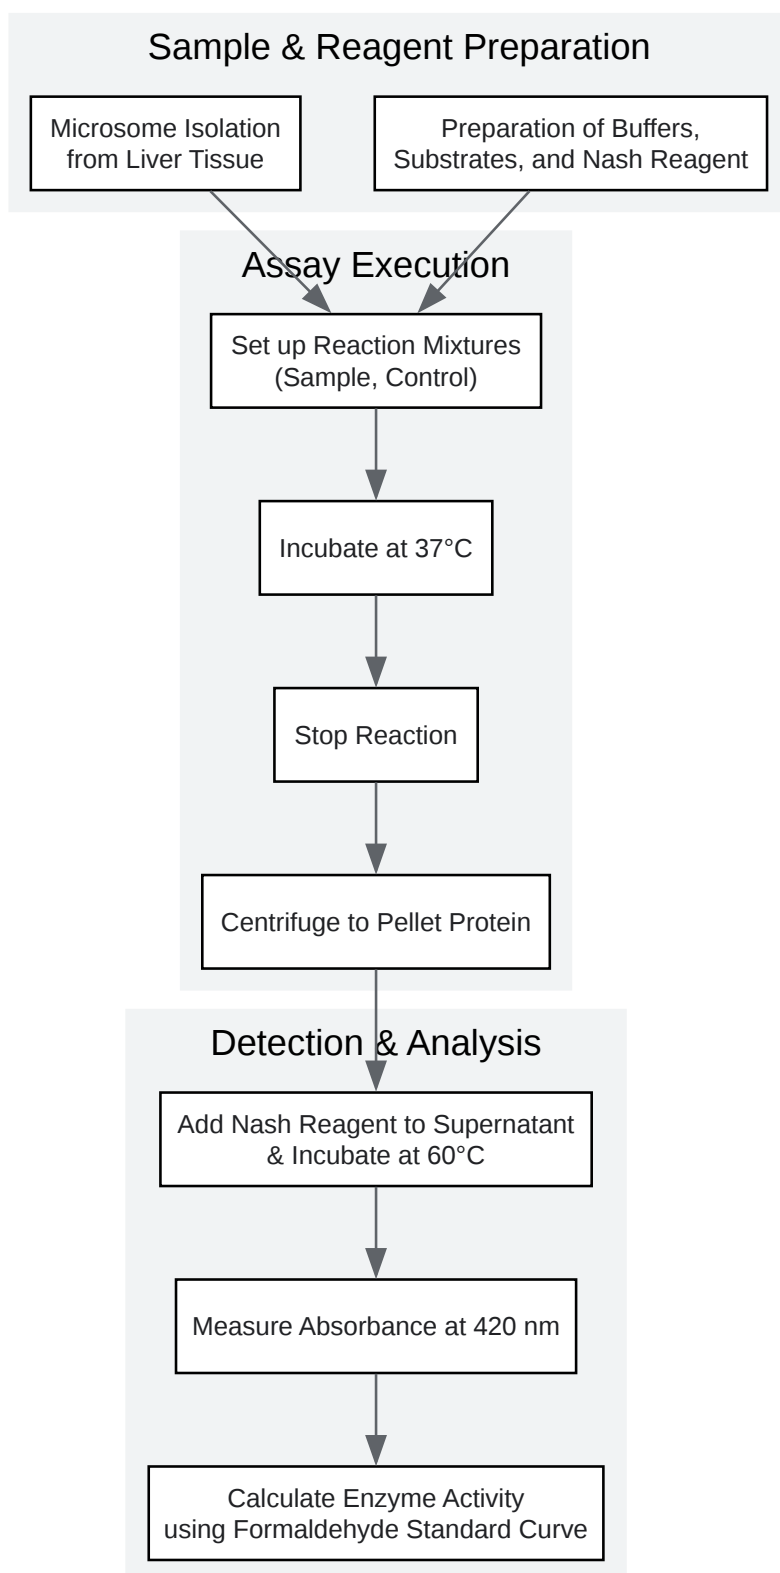 Sample & Reagent Preparation
Microsome Isolation
from Liver Tissue
Preparation of Buffers,
Substrates, and Nash Reagent
Assay Execution
Set up Reaction Mixtures
(Sample, Control)
Incubate at 37°C
Stop Reaction
Centrifuge to Pellet Protein
Detection & Analysis
Add Nash Reagent to Supernatant
& Incubate at 60°C
Measure Absorbance at 420 nm
Calculate Enzyme Activity
using Formaldehyde Standard Curve